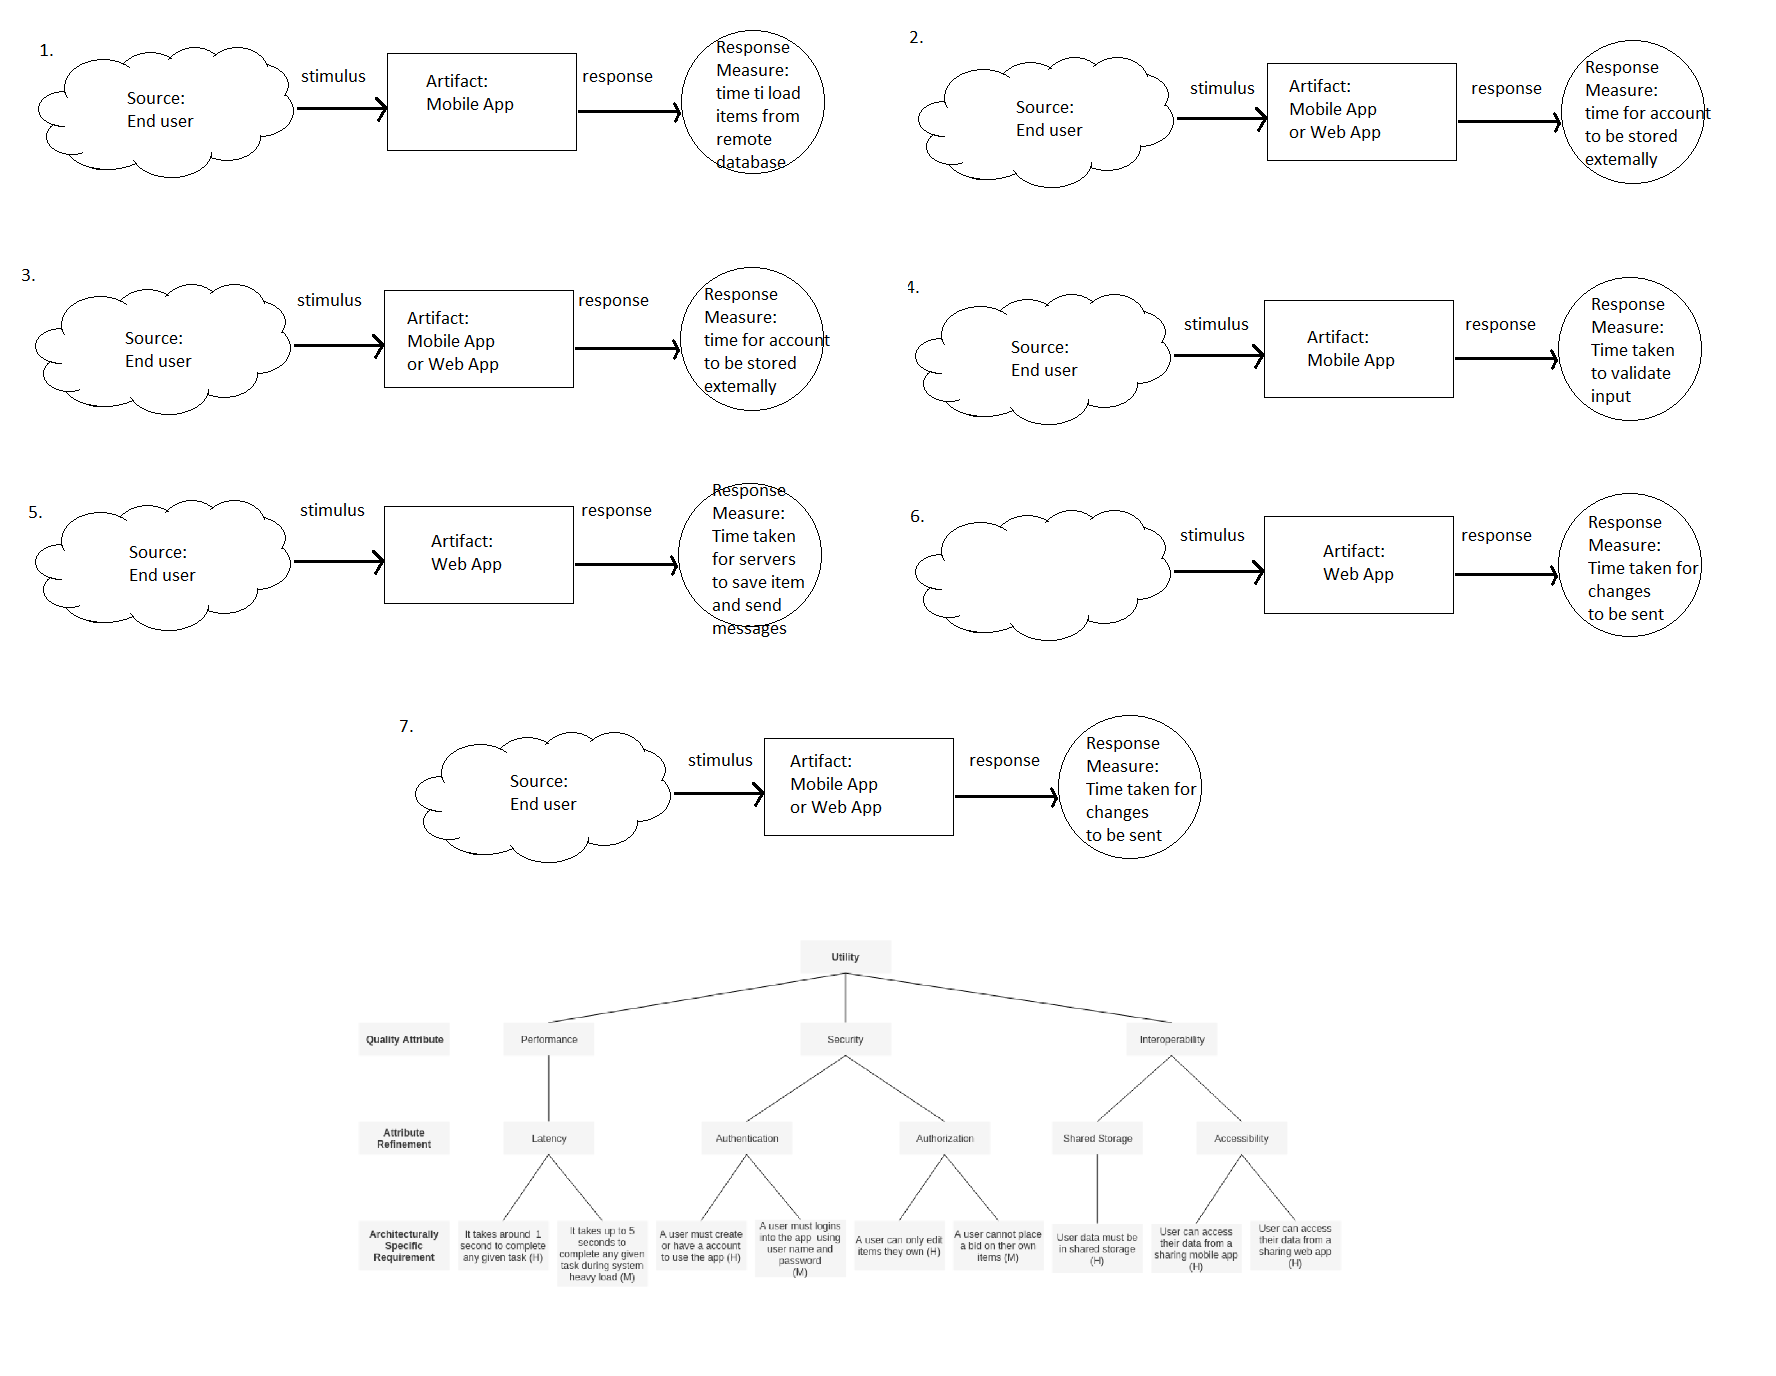 1.
Source:
End user
stimulus
Artifact:
Mobile App
response
Response
Measure:
time ti load
items from
remote
database
2.
Source:
End user
stimulus
Artifact:
Mobile App
or Web App
response
Response
Measure:
time for account
to be stored
extemally
3.
Source:
End user
stimulus
Artifact:
Mobile App
or Web App
response
Response
Measure:
time for account
to be stored
extemally
4.
Source:
End user
stimulus
Artifact:
Mobile App
response
Response
Measure:
Time taken
to validate
input
5.
Source:
End user
stimulus
Artifact:
Web App
response
Response
Measure:
Time taken
for servers
to save item
and send
messages
6.
stimulus
Artifact:
Web App
response
Response
Measure:
Time taken for
changes
to be sent
7.
Source:
End user
stimulus
Artifact:
Mobile App
or Web App
response
Response
Measure:
Time taken for
changes
to be sent
Utility
Quality Attribute
Performance
Security
Interoperability
Attribute
Refinement
Latency
Authentication
Authorization
Shared Storage
Accessibility
Architecturally
Specific
Requirement
It takes around 1
second to complete
any given task (H)
It takes up to 5
seconds to
complete any given
task during system
heavy load (M)
A user must create
or have a account
to use the app (H)
A user must logins
into the app using
user name and
password
(M)
A user can only edit
items they own (H)
A user cannot place
a bid on ther own
items (M)
User data must be
in shared storage
(H)
User can access
their data from a
sharing mobile app
(H)
User can access
their data from a
sharing web app
(H)